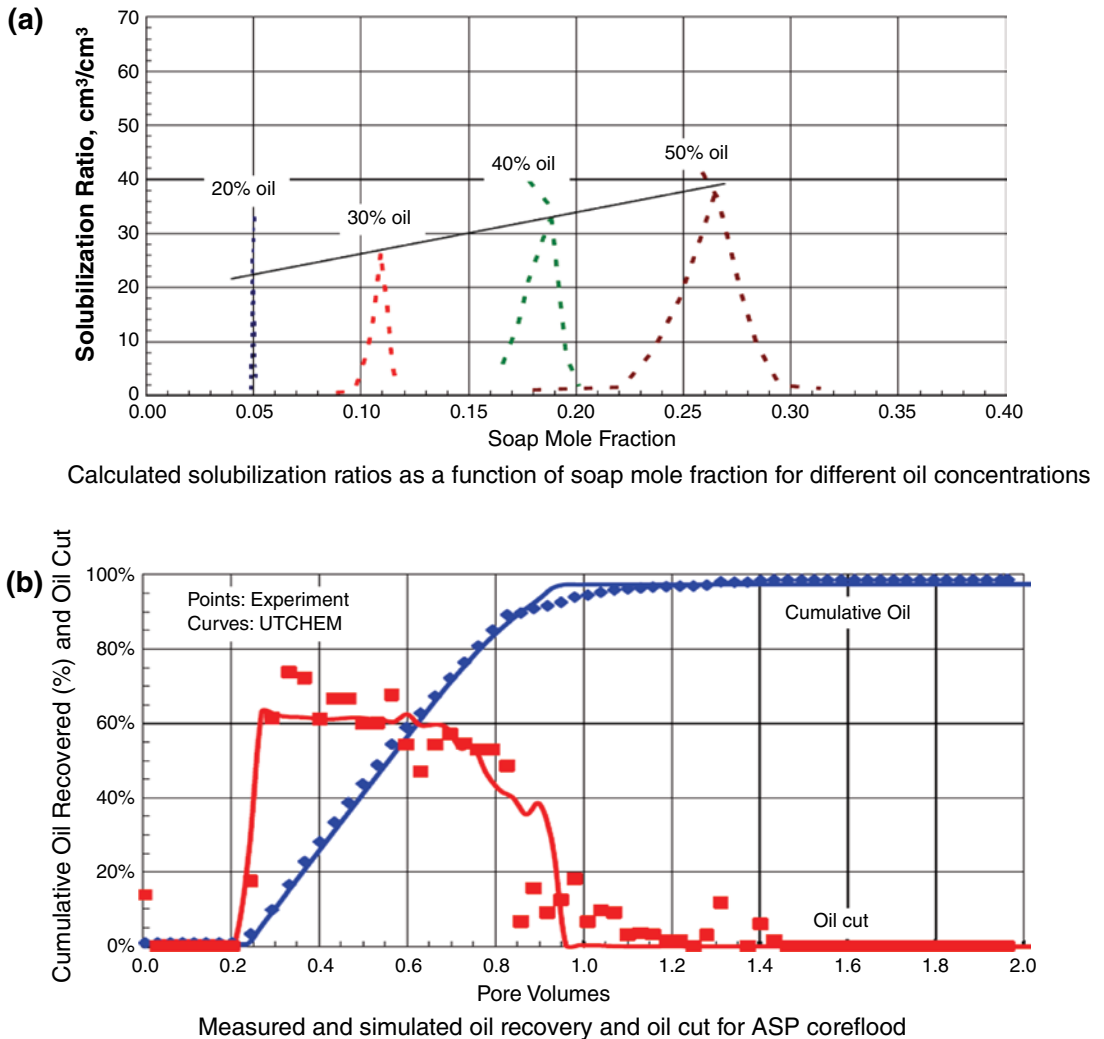 (a)
Solubilization Ratio, cm³/cm³
70
60
50
40
30
20
10
0
20% oil
30% oil
40% oil
50% oil
0.00 0.05 0.10 0.15 0.20 0.25 0.30 0.35 0.40
Soap Mole Fraction
Calculated solubilization ratios as a function of soap mole fraction for different oil concentrations
(b)
Cumulative Oil Recovered (%) and Oil Cut
100%
80%
60%
40%
20%
0%
Points: Experiment
Curves: UTCHEM
Cumulative Oil
Oil cut
0.0 0.2 0.4 0.6 0.8 1.0 1.2 1.4 1.6 1.8 2.0
Pore Volumes
Measured and simulated oil recovery and oil cut for ASP coreflood